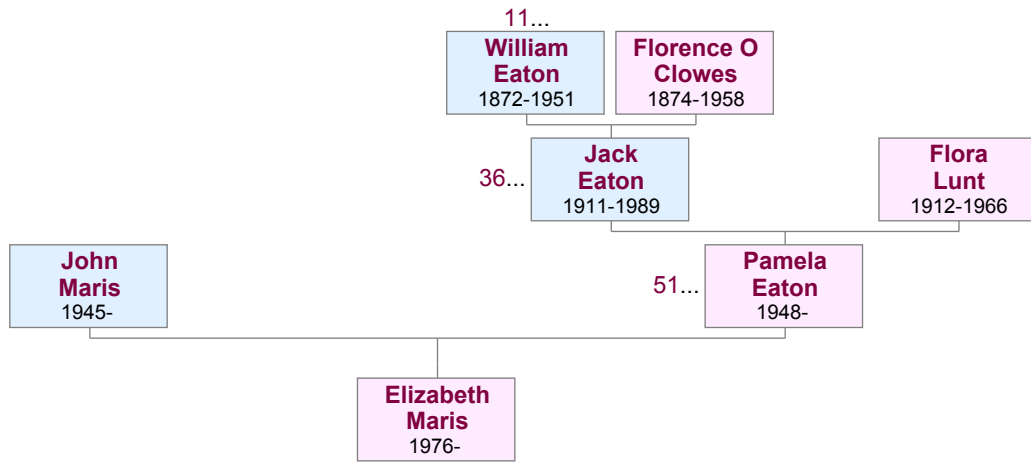 11...
William
Eaton
1872-1951
Florence O
Clowes
1874-1958
36...
Jack
Eaton
1911-1989
Flora
Lunt
1912-1966
John
Maris
1945-
51...
Pamela
Eaton
1948-
Elizabeth
Maris
1976-